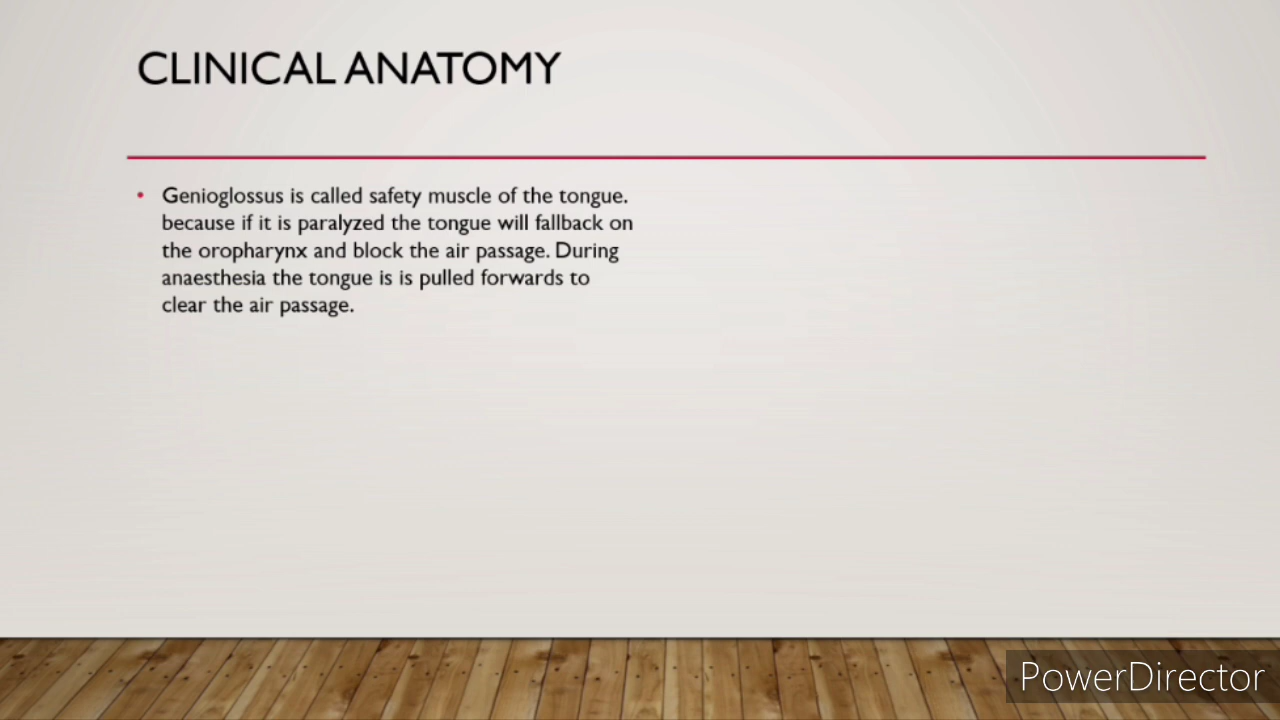 CLINICAL ANATOMY
• Genioglossus is called safety muscle of the tongue.
because if it is paralyzed the tongue will fallback on
the oropharynx and block the air passage. During
anaesthesia the tongue is is pulled forwards to
clear the air passage.
PowerDirector